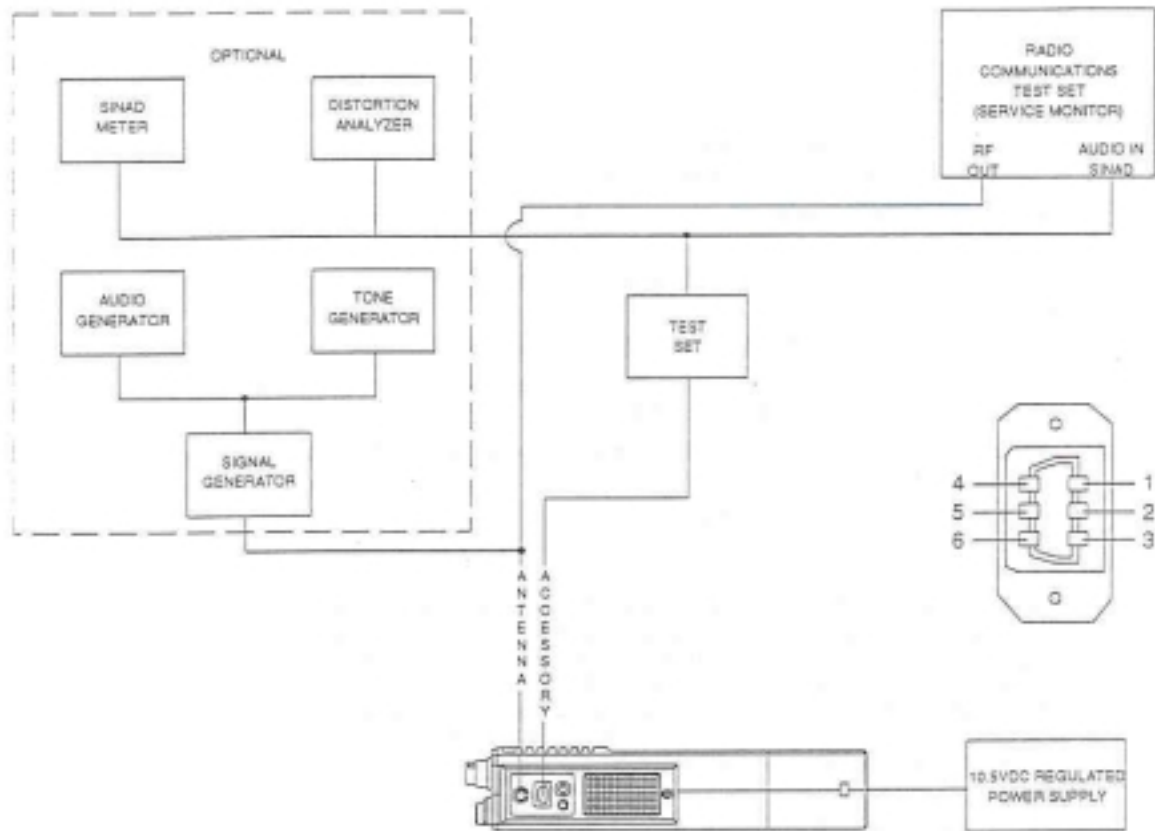 OPTIONAL
SINAD
METER
DISTORTION
ANALYZER
RADIO
COMMUNICATIONS
TEST SET
(SERVICE MONITOR)
RF
OUT
AUDIO IN
SINAD
AUDIO
GENERATOR
TONE
GENERATOR
TEST
SET
SIGNAL
GENERATOR
4
5
6
1
2
3
ANTENNA
ACCESSORY
10.5VDC REGULATED
POWER SUPPLY